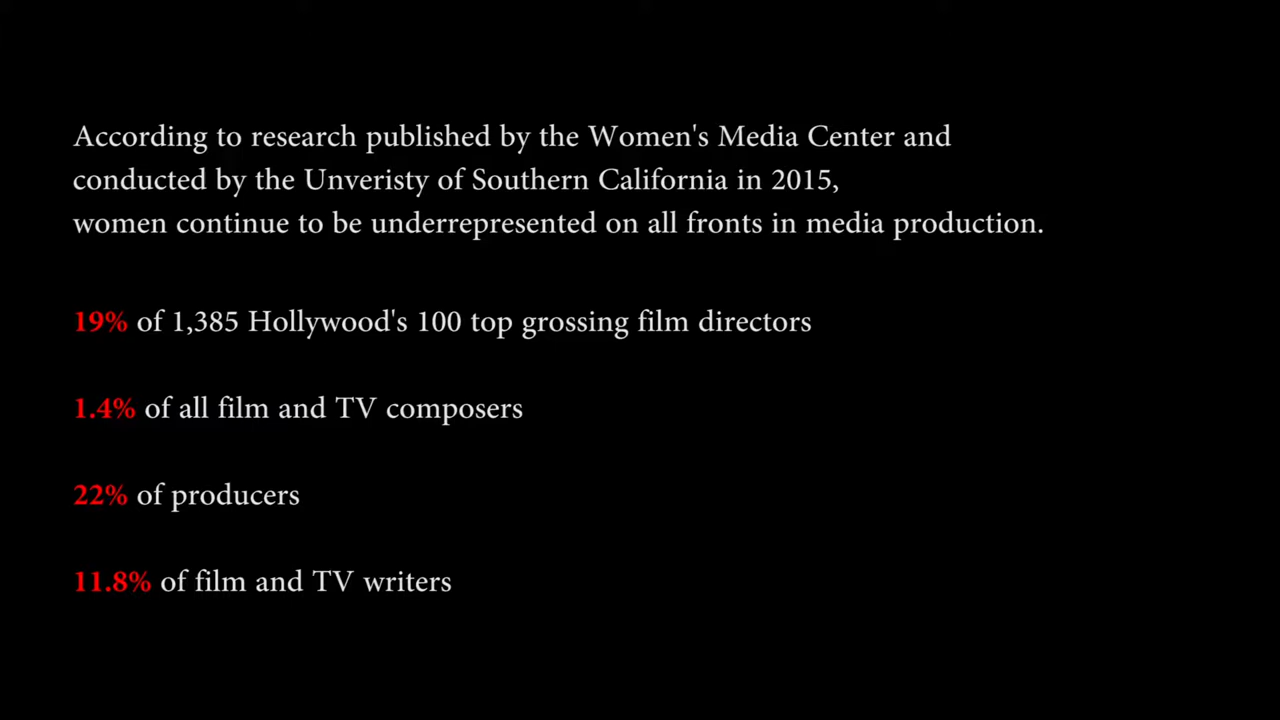 According to research published by the Women's Media Center and
conducted by the Unveristy of Southern California in 2015,
women continue to be underrepresented on all fronts in media production.
19% of 1,385 Hollywood's 100 top grossing film directors
1.4% of all film and TV composers
22% of producers
11.8% of film and TV writers